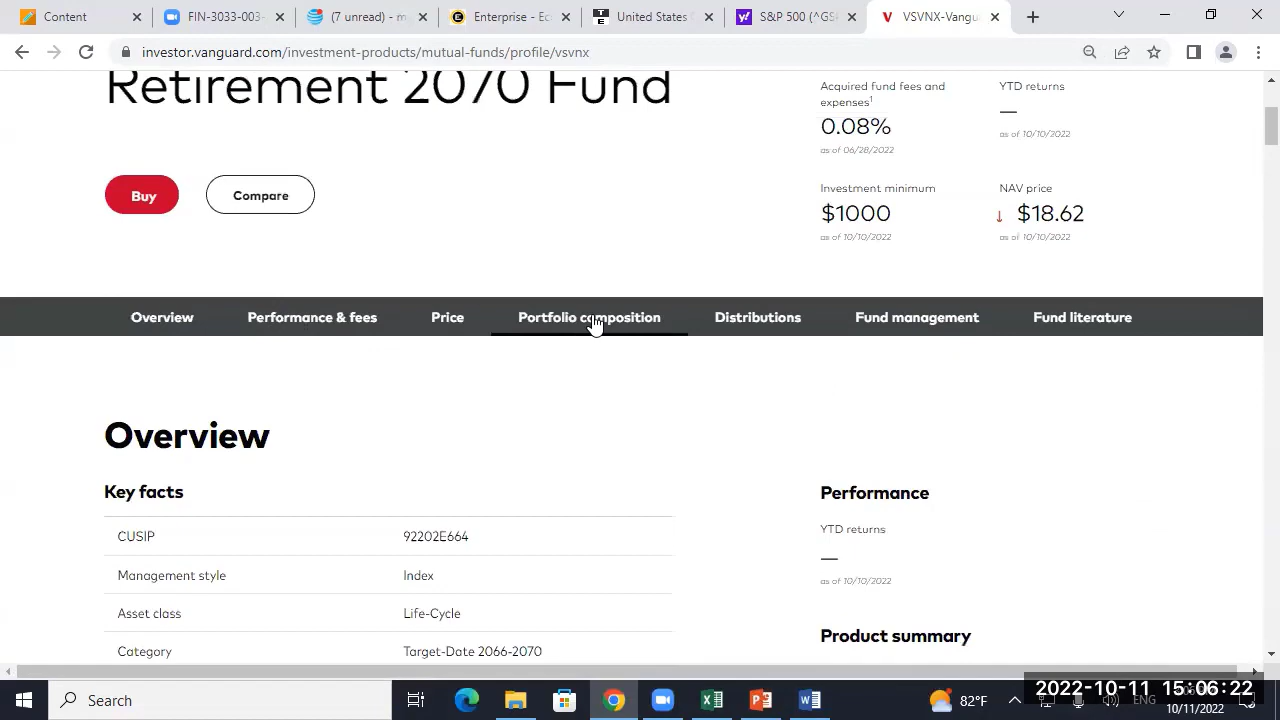 Content
FIN-3033-003-
(7 unread) - m
Enterprise - Ec
United States
S&P 500 (^GS
VSVNX-Vangu
investor.vanguard.com/investment-products/mutual-funds/profile/vsvnx
Retirement 2070 Fund
Acquired fund fees and
expenses1
0.08%
as of 06/28/2022
YTD returns
—
as of 10/10/2022
Buy
Compare
Investment minimum
$1000
as of 10/10/2022
NAV price
↓ $18.62
as of 10/10/2022
Overview
Performance & fees
Price
Portfolio composition
Distributions
Fund management
Fund literature
Overview
Key facts
CUSIP 92202E664
Management style Index
Asset class Life-Cycle
Category Target-Date 2066-2070
Performance
YTD returns
—
as of 10/10/2022
Product summary
Search
82°F
ENG
2022-10-11 15:06:22
10/11/2022